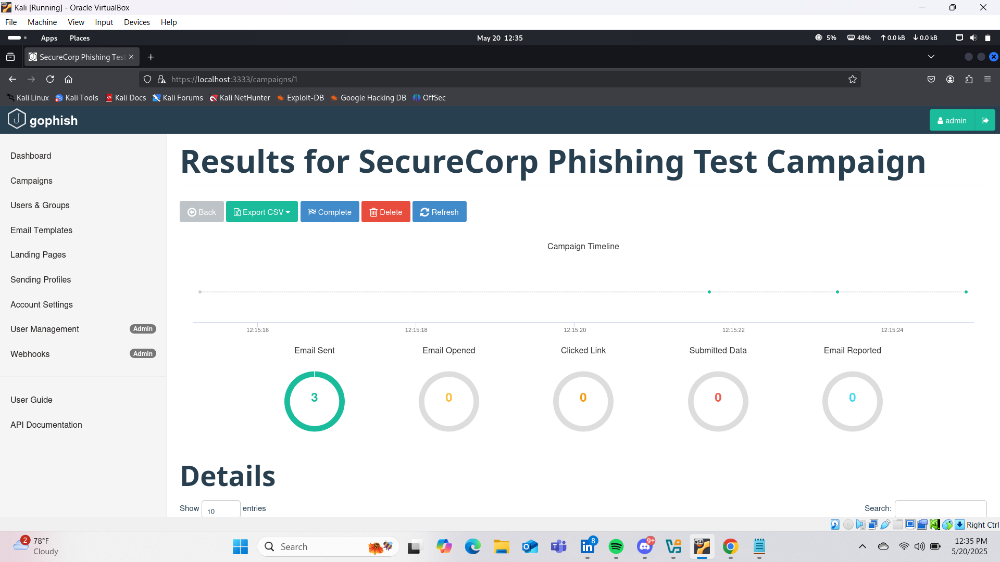 Kali [Running] - Oracle VirtualBox
File Machine View Input Devices Help
Apps Places May 20 12:35 5% 48% 0.0 kB 0.0 kB
SecureCorp Phishing Test
https://localhost:3333/campaigns/1
Kali Linux Kali Tools Kali Docs Kali Forums Kali NetHunter Exploit-DB Google Hacking DB OffSec
gophish admin
Dashboard
Campaigns
Users & Groups
Email Templates
Landing Pages
Sending Profiles
Account Settings
User Management Admin
Webhooks Admin
User Guide
API Documentation
Results for SecureCorp Phishing Test Campaign
Back Export CSV Complete Delete Refresh
Campaign Timeline
12:15:16 12:15:18 12:15:20 12:15:22 12:15:24
Email Sent Email Opened Clicked Link Submitted Data Email Reported
3 0 0 0 0
Details
Show 10 entries Search:
Right Ctrl
2 78°F
Cloudy
Search
x64
8
9+
12:35 PM
5/20/2025